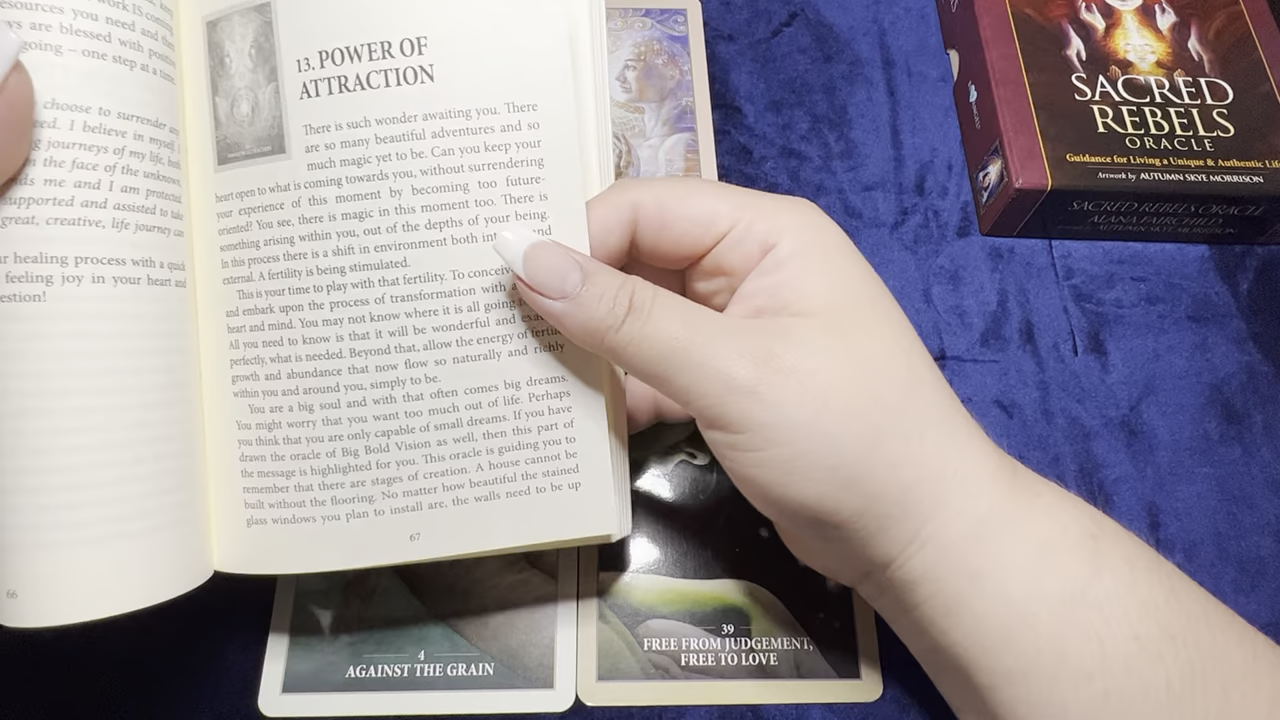 work IS coming
esources you need and the
ys are blessed with positive
going – one step at a time.
choose to surrender any
eed. I believe in myself. I
g journeys of my life, both
n the face of the unknown,
ds me and I am protected,
supported and assisted to take
great, creative, life journey can
ur healing process with a quick
feeling joy in your heart and
estion!
66
13. POWER OF
ATTRACTION
There is such wonder awaiting you. There
are so many beautiful adventures and so
much magic yet to be. Can you keep your
heart open to what is coming towards you, without surrendering
your experience of this moment by becoming too future-
oriented? You see, there is magic in this moment too. There is
something arising within you, out of the depths of your being.
In this process there is a shift in environment both int and
external. A fertility is being stimulated.
This is your time to play with that fertility. To conceiv
and embark upon the process of transformation with a
heart and mind. You may not know where it is all going
All you need to know is that it will be wonderful and exac
perfectly, what is needed. Beyond that, allow the energy of fertile
growth and abundance that now flow so naturally and richly
within you and around you, simply to be.
You are a big soul and with that often comes big dreams.
You might worry that you want too much out of life. Perhaps
you think that you are only capable of small dreams. If you have
drawn the oracle of Big Bold Vision as well, then this part of
the message is highlighted for you. This oracle is guiding you to
remember that there are stages of creation. A house cannot be
built without the flooring. No matter how beautiful the stained
glass windows you plan to install are, the walls need to be up
67
4
AGAINST THE GRAIN
39
FREE FROM JUDGEMENT,
FREE TO LOVE
SACRED
REBELS
ORACLE
Guidance for Living a Unique & Authentic Life
Artwork by AUTUMN SKYE MORRISON
SACRED REBELS ORACLE
ALANA FAIRCHILD
AUTUMN SKYE MORRISON